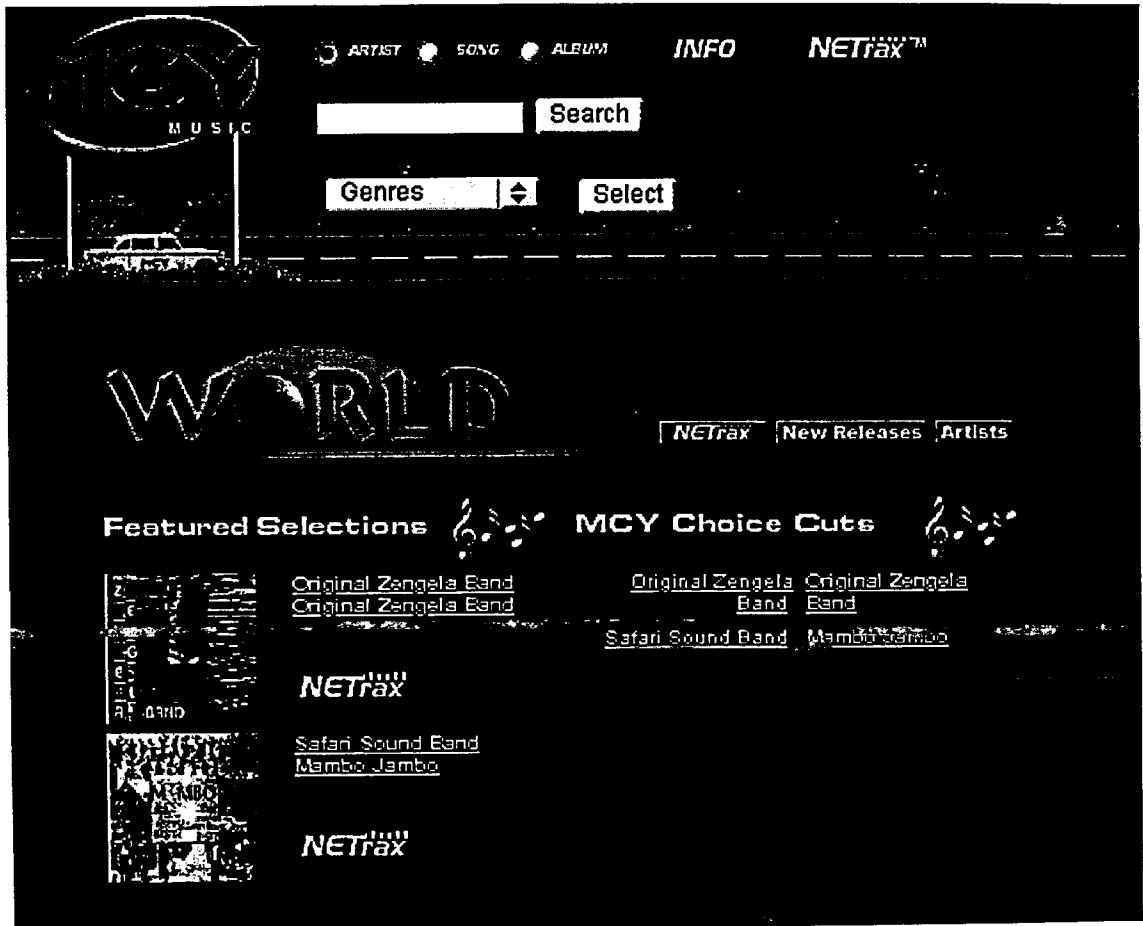 MUSIC
ARTIST SONG ALBUM INFO NETrax™
Search
Genres Select
WORLD
NETrax New Releases Artists
Featured Selections MCY Choice Cuts
Original Zengela Band
Original Zengela Band
Original Zengela Band Original Zengela Band
Safari Sound Band Mambo Jambo
NETrax
Safari Sound Band
Mambo Jambo
NETrax